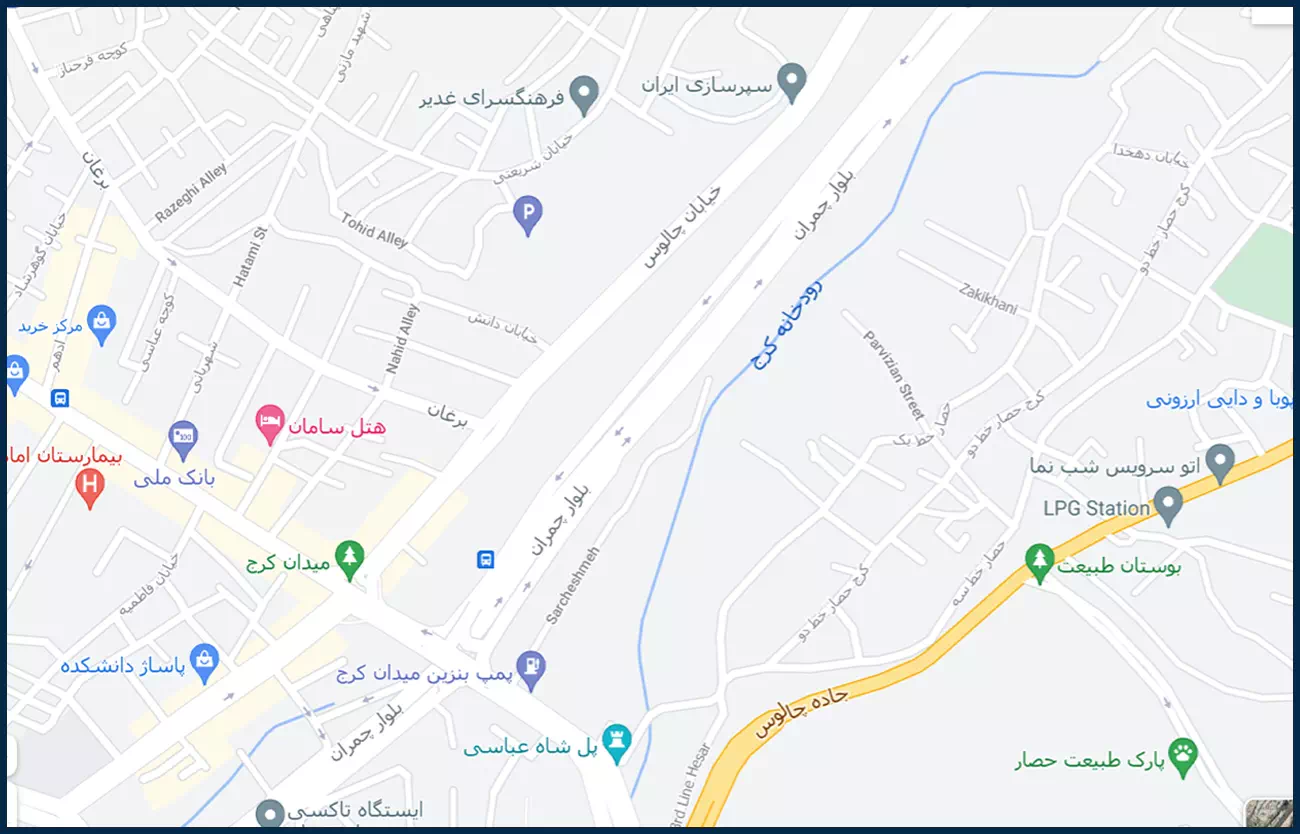 شهید مازنی
کوچه فرحناز
فرهنگسرای غدیر
سپرسازی ایران
خیابان شریعتی
خیابان دهخدا
برغان
Razeghi Alley
Tohid Alley
Hatami St
خیابان چالوس
بلوار چمران
کرج حصار خط دو
خیابان گوهرشاد
Zakikhani
رودخانه کرج
خیابان دانش
Nahid Alley
کوچه عباسی
مرکز خرید
ادهم
شهربانی
Parvizian Street
پویا و دایی ارزونی
برغان
هتل سامان
کرج حصار خط دو
حصار خط یک
بیمارستان امام
بانک ملی
100
H
P
اتو سرویس شب نما
LPG Station
بلوار چمران
میدان کرج
بوستان طبیعت
خیابان فاطمیه
Sarcheshmeh
حصار خط سه
کرج حصار خط دو
پاساژ دانشکده
پمپ بنزین میدان کرج
جاده چالوس
بلوار چمران
پل شاه عباسی
3rd Line Hesar
پارک طبیعت حصار
ایستگاه تاکسی